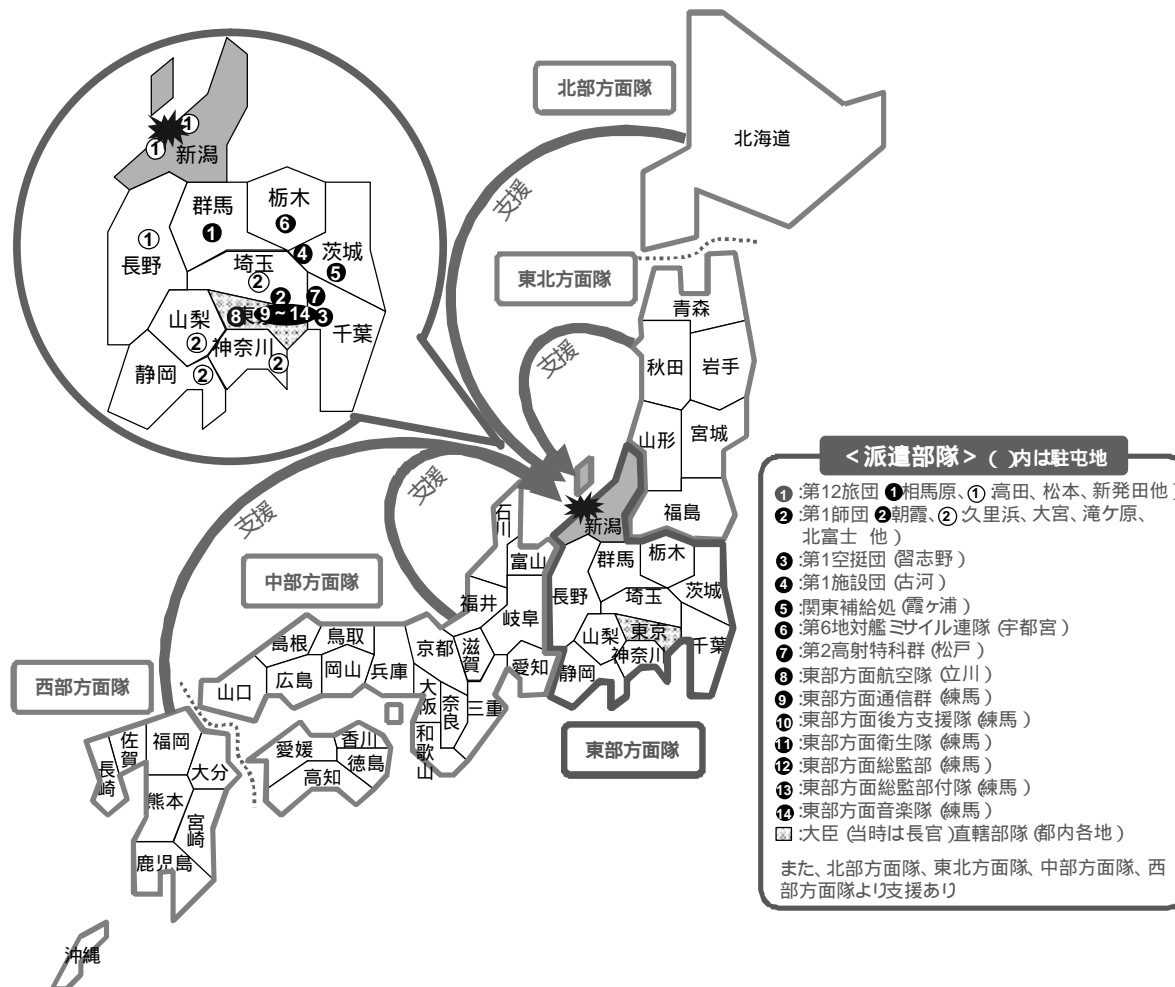 北部方面隊
北海道
支援
東北方面隊
支援
青森
秋田
岩手
山形
宮城
福島
①
①
新潟
群馬
❶
栃木
❻
①
長野
埼玉
②
❹
茨城
❺
❷
❼
山梨
②
❽
東
9～14
❸
千葉
神奈川
②
静岡
②
支援
支援
中部方面隊
西部方面隊
東部方面隊
石川
富山
新潟
福井
岐阜
長野
群馬
栃木
茨城
埼玉
山梨
東京
神奈川
千葉
静岡
愛知
島根
鳥取
山口
広島
岡山
兵庫
京都
滋賀
大阪
奈良
三重
和歌山
愛媛
香川
徳島
高知
佐賀
福岡
長崎
大分
熊本
宮崎
鹿児島
沖縄
＜派遣部隊＞（ ）内は駐屯地
❶:第12旅団（❶相馬原、①:高田、松本、新発田他）
❷:第1師団（❷朝霞、②:久里浜、大宮、滝ケ原、
北富士 他）
❸:第1空挺団（習志野）
❹:第1施設団（古河）
❺:関東補給処（霞ヶ浦）
❻:第6地対艦ミサイル連隊（宇都宮）
❼:第2高射特科群（松戸）
❽:東部方面航空隊（立川）
❾:東部方面通信群（練馬）
❿:東部方面後方支援隊（練馬）
⓫:東部方面衛生隊（練馬）
⓬:東部方面総監部（練馬）
⓭:東部方面総監部付隊（練馬）
⓮:東部方面音楽隊（練馬）
:大臣（当時は長官）直轄部隊（都内各地）
また、北部方面隊、東北方面隊、中部方面隊、西
部方面隊より支援あり